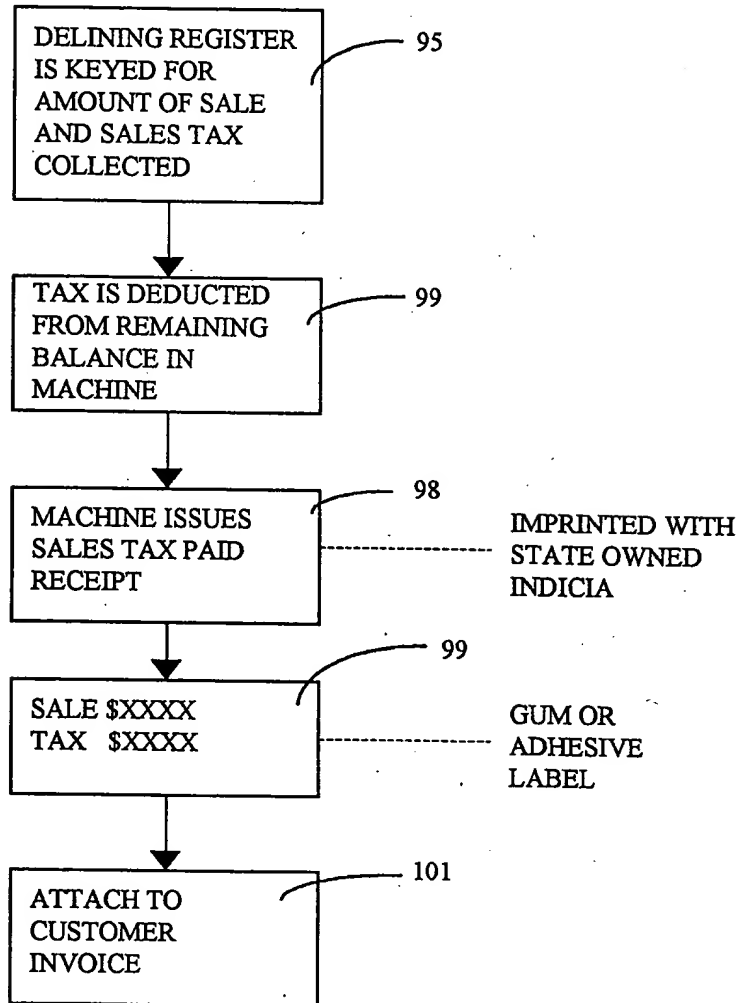 DELINING REGISTER
IS KEYED FOR
AMOUNT OF SALE
AND SALES TAX
COLLECTED
95
TAX IS DEDUCTED
FROM REMAINING
BALANCE IN
MACHINE
99
MACHINE ISSUES
SALES TAX PAID
RECEIPT
98
IMPRINTED WITH
STATE OWNED
INDICIA
SALE $XXXX
TAX $XXXX
99
GUM OR
ADHESIVE
LABEL
ATTACH TO
CUSTOMER
INVOICE
101